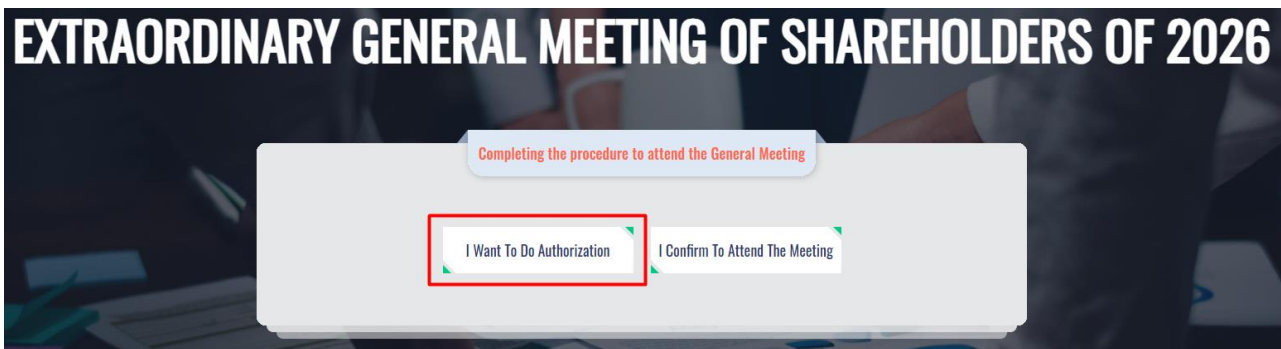 EXTRAORDINARY GENERAL MEETING OF SHAREHOLDERS OF 2026
Completing the procedure to attend the General Meeting
I Want To Do Authorization
I Confirm To Attend The Meeting